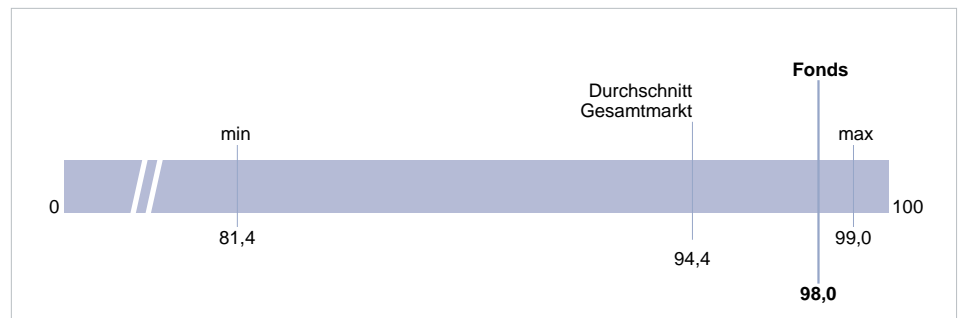 Fonds
Durchschnitt
Gesamtmarkt
min
max
0
100
81,4
99,0
94,4
98,0